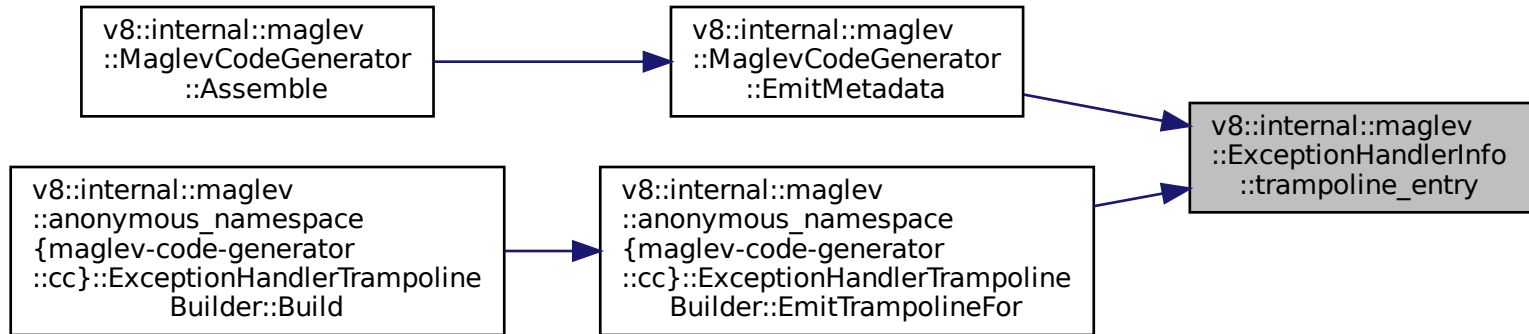 v8::internal::maglev
::MaglevCodeGenerator
::Assemble
v8::internal::maglev
::MaglevCodeGenerator
::EmitMetadata
v8::internal::maglev
::ExceptionHandlerInfo
::trampoline_entry
v8::internal::maglev
::anonymous_namespace
{maglev-code-generator
::cc}::ExceptionHandlerTrampoline
Builder::Build
v8::internal::maglev
::anonymous_namespace
{maglev-code-generator
::cc}::ExceptionHandlerTrampoline
Builder::EmitTrampolineFor